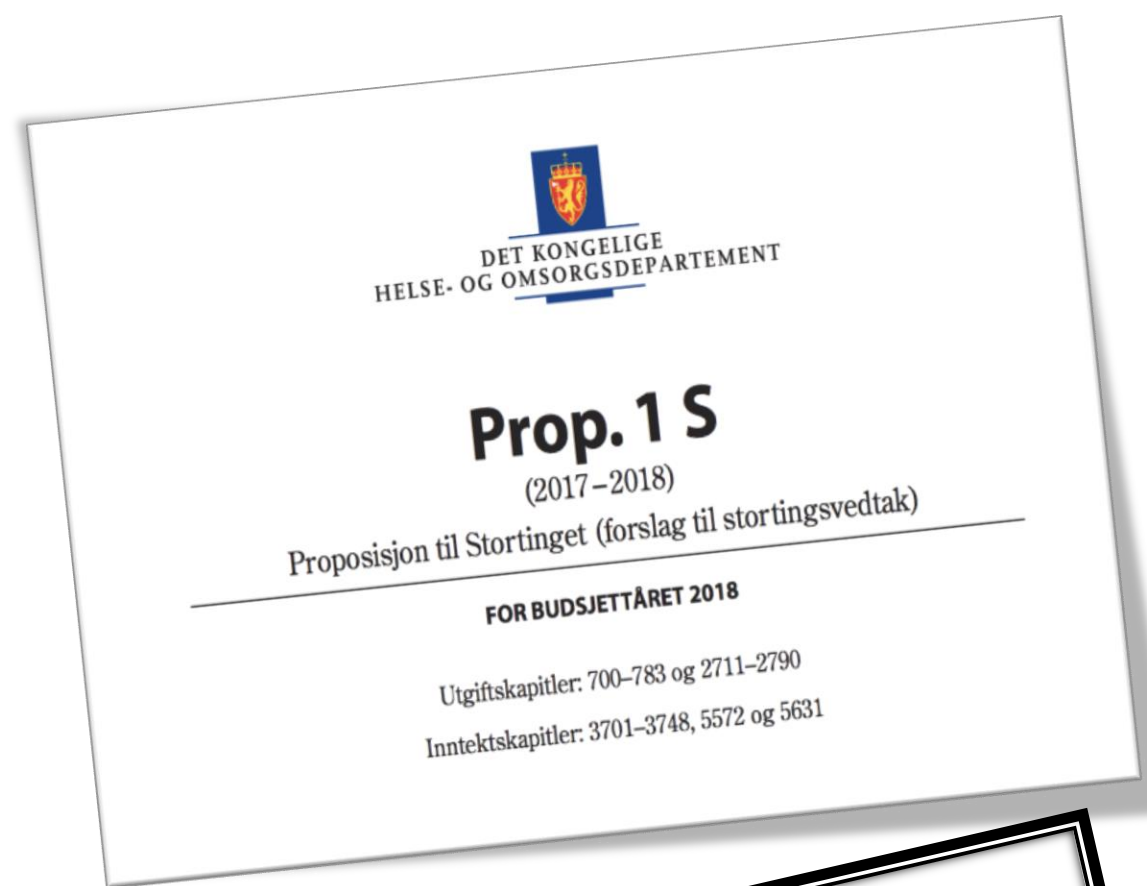 DET KONGELIGE
HELSE- OG OMSORGSDEPARTEMENT
Prop. 1 S
(2017–2018)
Proposisjon til Stortinget (forslag til stortingsvedtak)
FOR BUDSJETTÅRET 2018
Utgiftskapitler: 700–783 og 2711–2790
Inntektskapitler: 3701–3748, 5572 og 5631